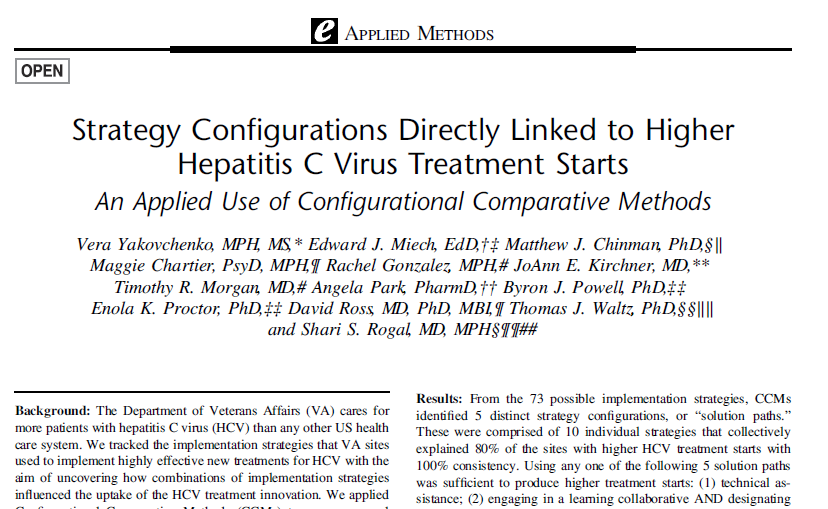 e APPLIED METHODS
OPEN
Strategy Configurations Directly Linked to Higher
Hepatitis C Virus Treatment Starts
An Applied Use of Configurational Comparative Methods
Vera Yakovchenko, MPH, MS,* Edward J. Miech, EdD,†‡ Matthew J. Chinman, PhD,§∥
Maggie Chartier, PsyD, MPH,¶ Rachel Gonzalez, MPH,# JoAnn E. Kirchner, MD,**
Timothy R. Morgan, MD,# Angela Park, PharmD,†† Byron J. Powell, PhD,‡‡
Enola K. Proctor, PhD,‡‡ David Ross, MD, PhD, MBI,¶ Thomas J. Waltz, PhD,§§∥∥
and Shari S. Rogal, MD, MPH§¶¶##
Background: The Department of Veterans Affairs (VA) cares for
more patients with hepatitis C virus (HCV) than any other US health
care system. We tracked the implementation strategies that VA sites
used to implement highly effective new treatments for HCV with the
aim of uncovering how combinations of implementation strategies
influenced the uptake of the HCV treatment innovation. We applied
Results: From the 73 possible implementation strategies, CCMs
identified 5 distinct strategy configurations, or “solution paths.”
These were comprised of 10 individual strategies that collectively
explained 80% of the sites with higher HCV treatment starts with
100% consistency. Using any one of the following 5 solution paths
was sufficient to produce higher treatment starts: (1) technical as-
sistance; (2) engaging in a learning collaborative AND designating